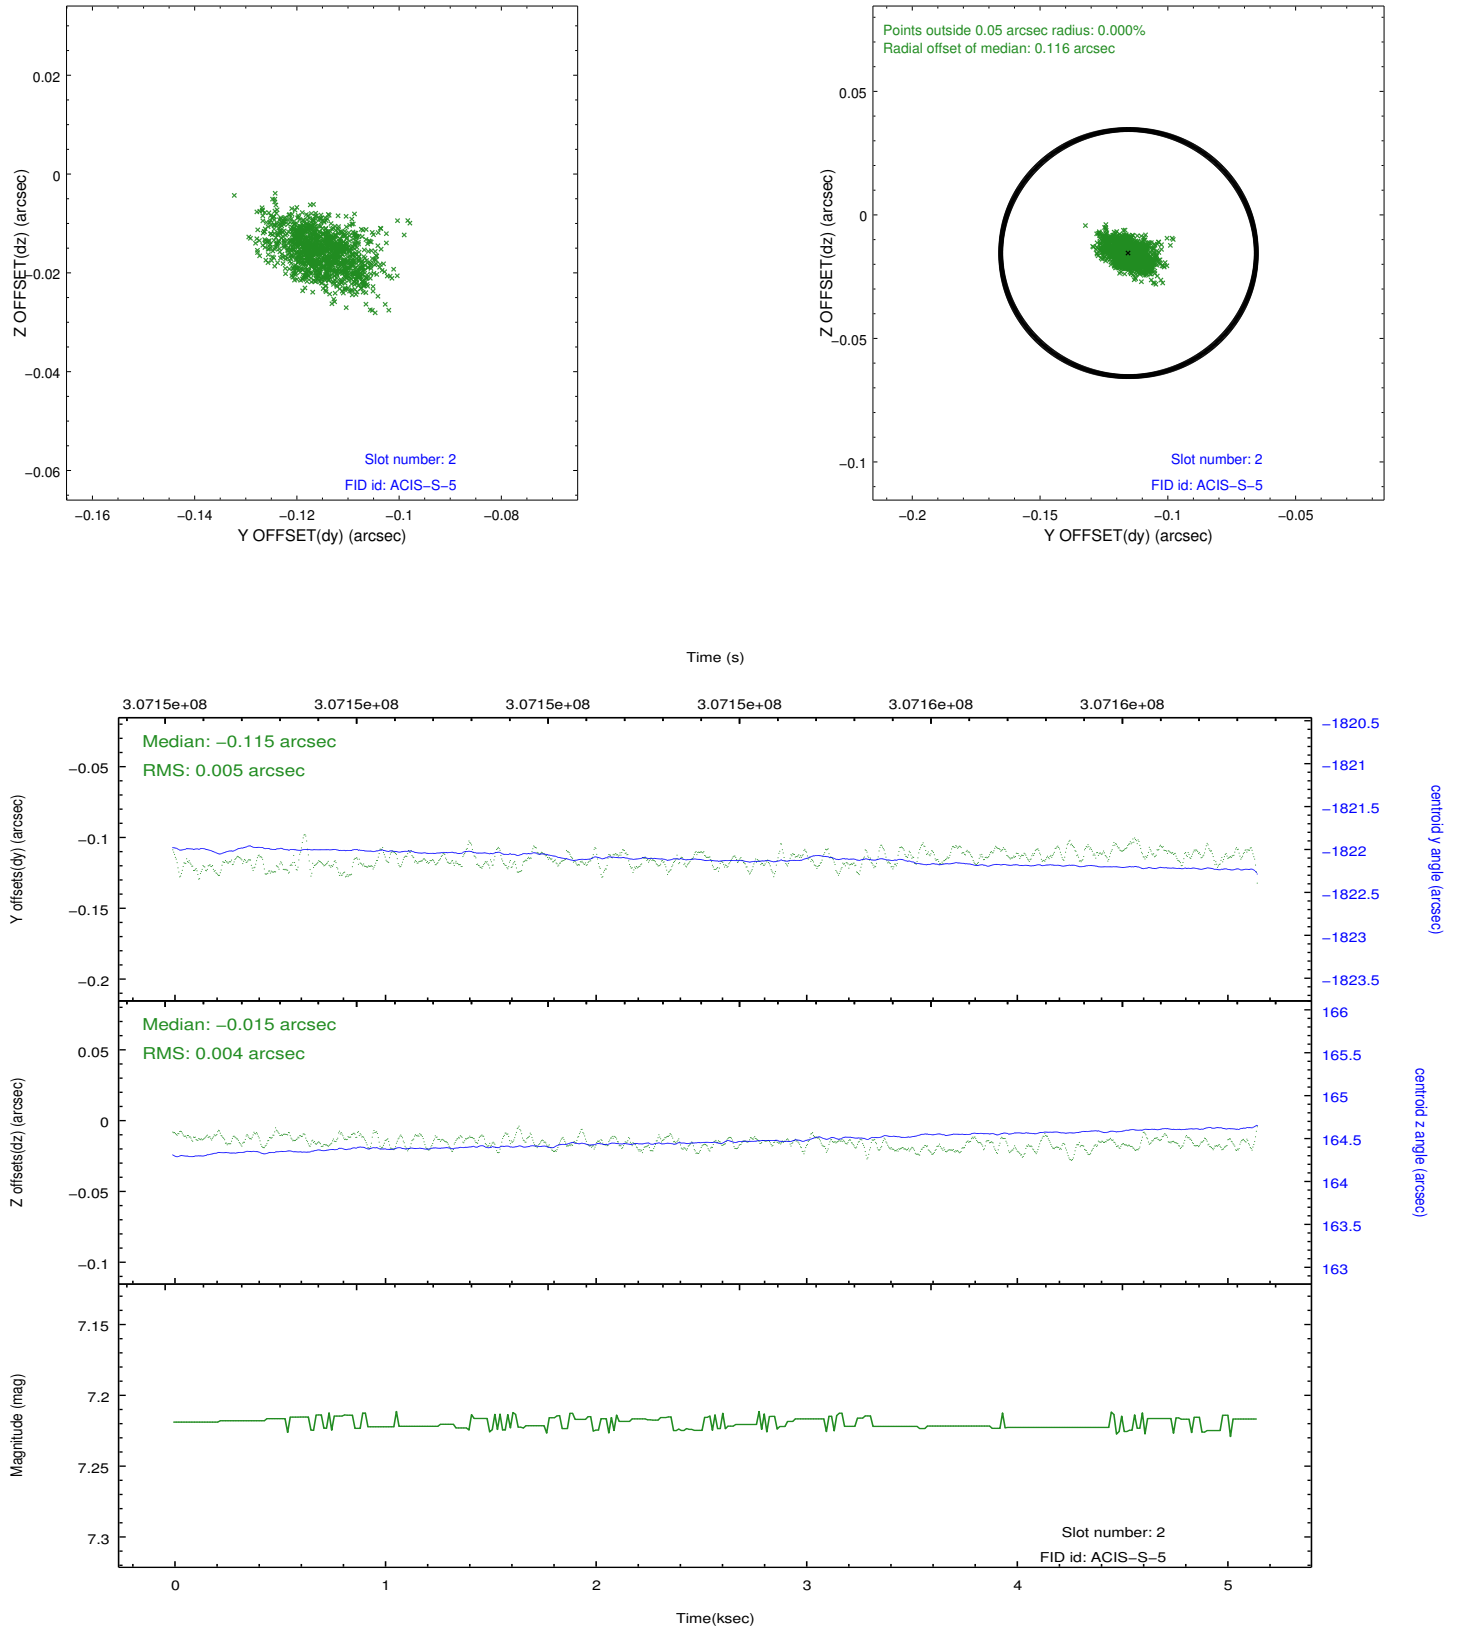 0.02
0
−0.02
−0.04
−0.06
Z OFFSET(dz) (arcsec)
Slot number: 2
FID id: ACIS−S−5
−0.16
−0.14
−0.12
−0.1
−0.08
Y OFFSET(dy) (arcsec)
Points outside 0.05 arcsec radius: 0.000%
Radial offset of median: 0.116 arcsec
0.05
0
−0.05
−0.1
Z OFFSET(dz) (arcsec)
Slot number: 2
FID id: ACIS−S−5
−0.2
−0.15
−0.1
−0.05
Y OFFSET(dy) (arcsec)
Time (s)
3.0715e+08
3.0715e+08
3.0715e+08
3.0715e+08
3.0716e+08
3.0716e+08
Median: −0.115 arcsec
RMS: 0.005 arcsec
−0.05
−0.1
−0.15
−0.2
Y offsets(dy) (arcsec)
−1820.5
−1821
−1821.5
−1822
−1822.5
−1823
−1823.5
centroid y angle (arcsec)
Median: −0.015 arcsec
RMS: 0.004 arcsec
0.05
0
−0.05
−0.1
Z offsets(dz) (arcsec)
166
165.5
165
164.5
164
163.5
163
centroid z angle (arcsec)
7.15
7.2
7.25
7.3
Magnitude (mag)
Slot number: 2
FID id: ACIS−S−5
0
1
2
3
4
5
Time(ksec)